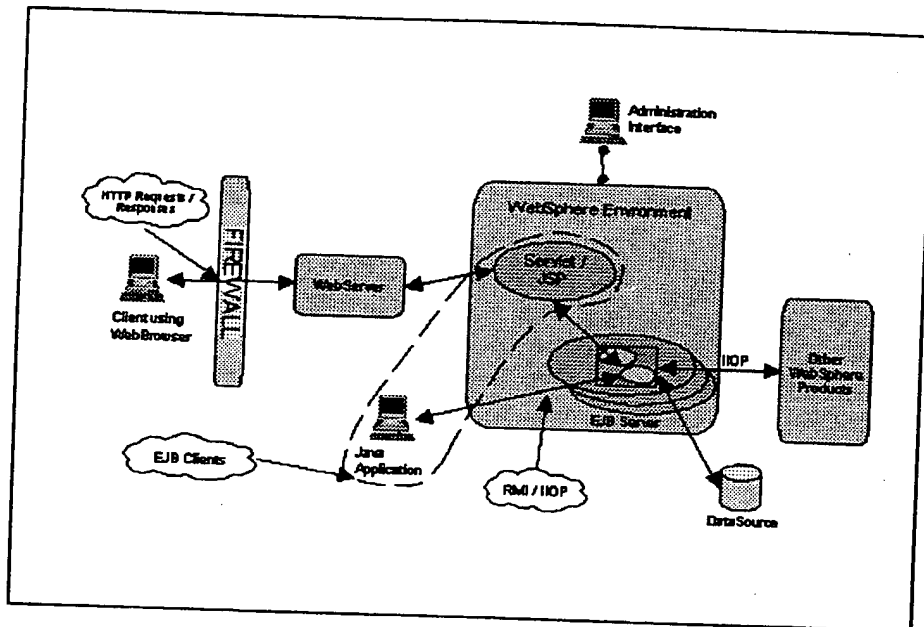 Administration
Interface
HTTP Requests /
Responses
FIREWALL
WebSphere Environment
Servlet /
JSP
WebServer
Client using
WebBrowser
IIOP
Other
WebSphere
Products
EJB Server
Java
Application
EJB Clients
RMI / IIOP
DataSource